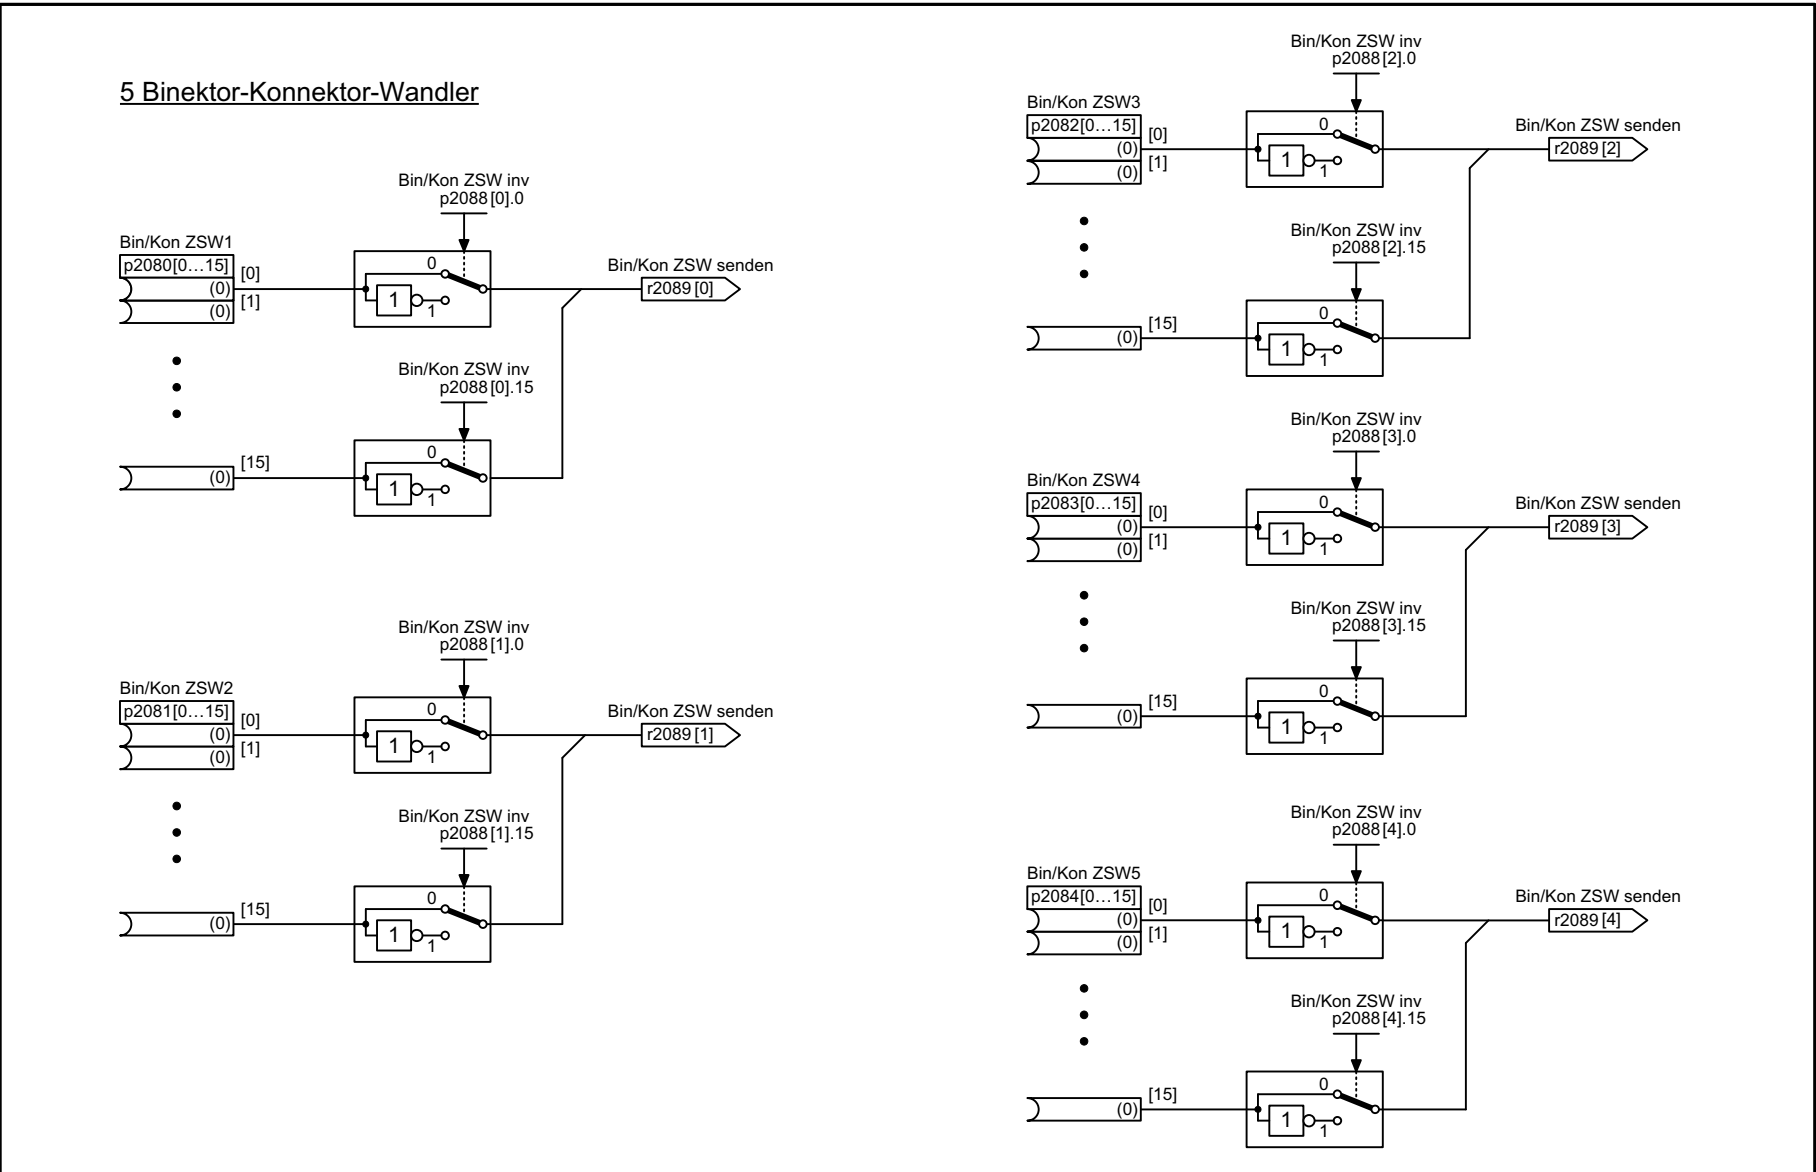 5 Binektor-Konnektor-Wandler
Bin/Kon ZSW inv
p2088[0].0
Bin/Kon ZSW1
p2080[0…15]
[0]
(0)
[1]
(0)
0
1
1
Bin/Kon ZSW senden
r2089[0]
Bin/Kon ZSW inv
p2088[0].15
[15]
(0)
0
1
1
Bin/Kon ZSW inv
p2088[1].0
Bin/Kon ZSW2
p2081[0…15]
[0]
(0)
[1]
(0)
0
1
1
Bin/Kon ZSW senden
r2089[1]
Bin/Kon ZSW inv
p2088[1].15
[15]
(0)
0
1
1
Bin/Kon ZSW inv
p2088[2].0
Bin/Kon ZSW3
p2082[0…15]
[0]
(0)
[1]
(0)
0
1
1
Bin/Kon ZSW senden
r2089[2]
Bin/Kon ZSW inv
p2088[2].15
[15]
(0)
0
1
1
Bin/Kon ZSW inv
p2088[3].0
Bin/Kon ZSW4
p2083[0…15]
[0]
(0)
[1]
(0)
0
1
1
Bin/Kon ZSW senden
r2089[3]
Bin/Kon ZSW inv
p2088[3].15
[15]
(0)
0
1
1
Bin/Kon ZSW inv
p2088[4].0
Bin/Kon ZSW5
p2084[0…15]
[0]
(0)
[1]
(0)
0
1
1
Bin/Kon ZSW senden
r2089[4]
Bin/Kon ZSW inv
p2088[4].15
[15]
(0)
0
1
1